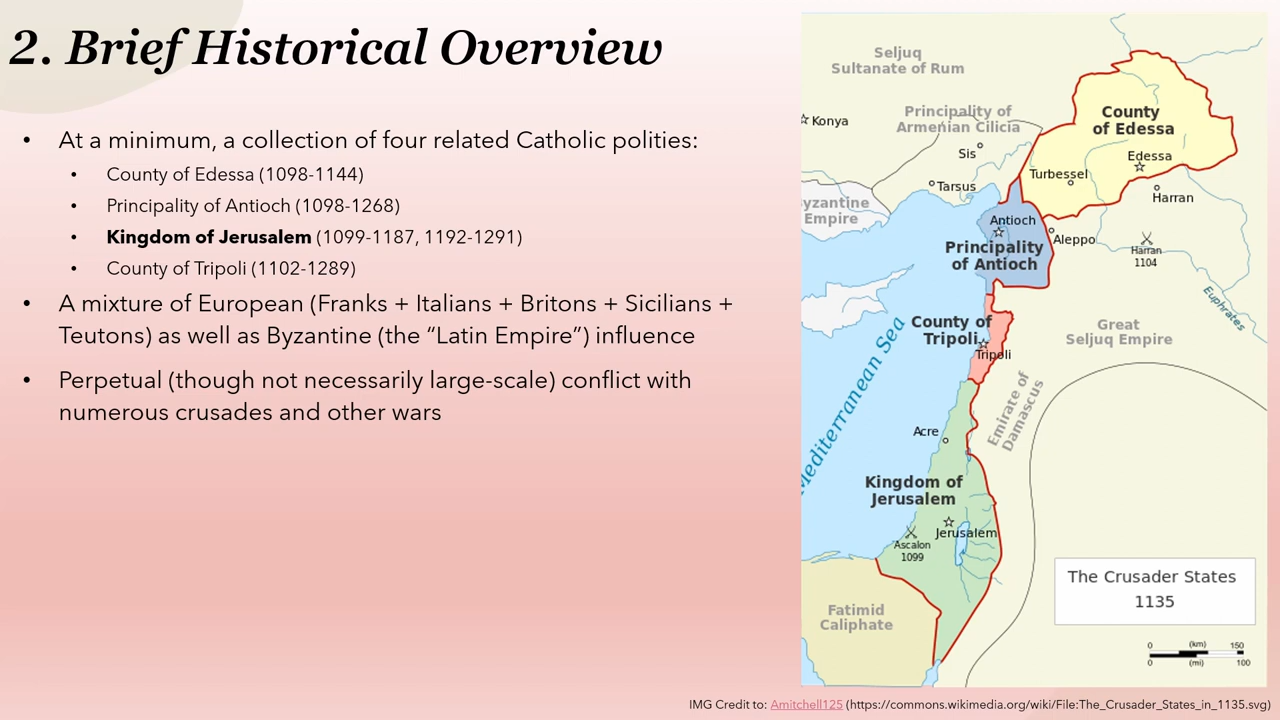 2. Brief Historical Overview
• At a minimum, a collection of four related Catholic polities:
• County of Edessa (1098-1144)
• Principality of Antioch (1098-1268)
• Kingdom of Jerusalem (1099-1187, 1192-1291)
• County of Tripoli (1102-1289)
• A mixture of European (Franks + Italians + Britons + Sicilians +
Teutons) as well as Byzantine (the “Latin Empire”) influence
• Perpetual (though not necessarily large-scale) conflict with
numerous crusades and other wars
Seljuq
Sultanate of Rum
Principality of
Armenian Cilicia
Konya
Sis
Tarsus
yzantine
Empire
County
of Edessa
Edessa
Turbessel
Harran
Antioch
Aleppo
Harran
1104
Principality
of Antioch
Euphrates
County of
Tripoli
Tripoli
Great
Seljuq Empire
Mediterranean Sea
Emirate of
Damascus
Acre
Kingdom of
Jerusalem
Jerusalem
Ascalon
1099
Fatimid
Caliphate
The Crusader States
1135
0 (km) 150
0 (mi) 100
IMG Credit to: Amitchell125 (https://commons.wikimedia.org/wiki/File:The_Crusader_States_in_1135.svg)